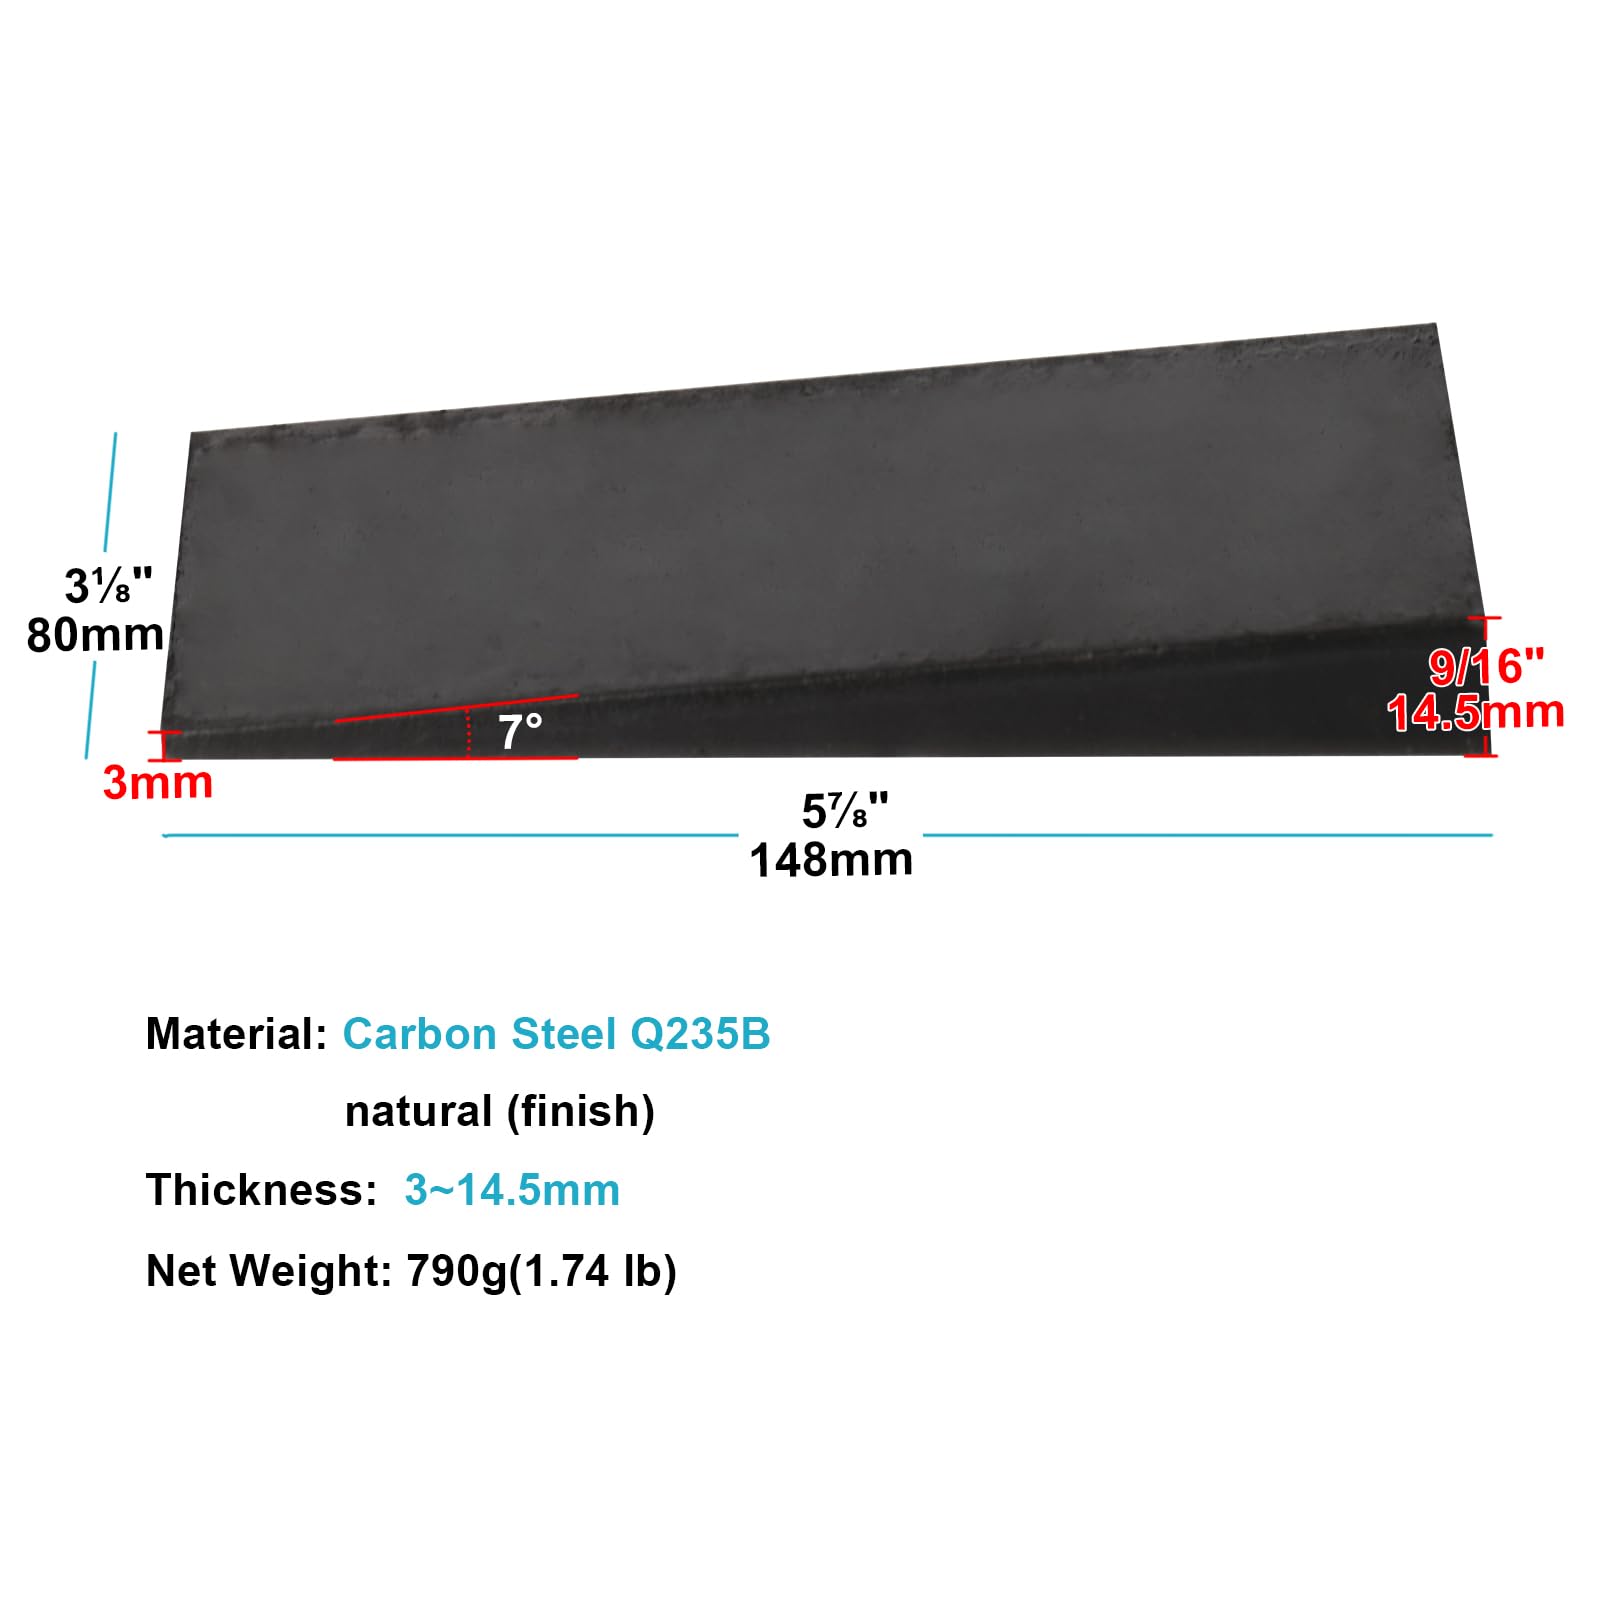 3⅛"
80mm
9/16"
14.5mm
7°
3mm
5⅞"
148mm
Material: Carbon Steel Q235B
natural (finish)
Thickness: 3~14.5mm
Net Weight: 790g(1.74 lb)